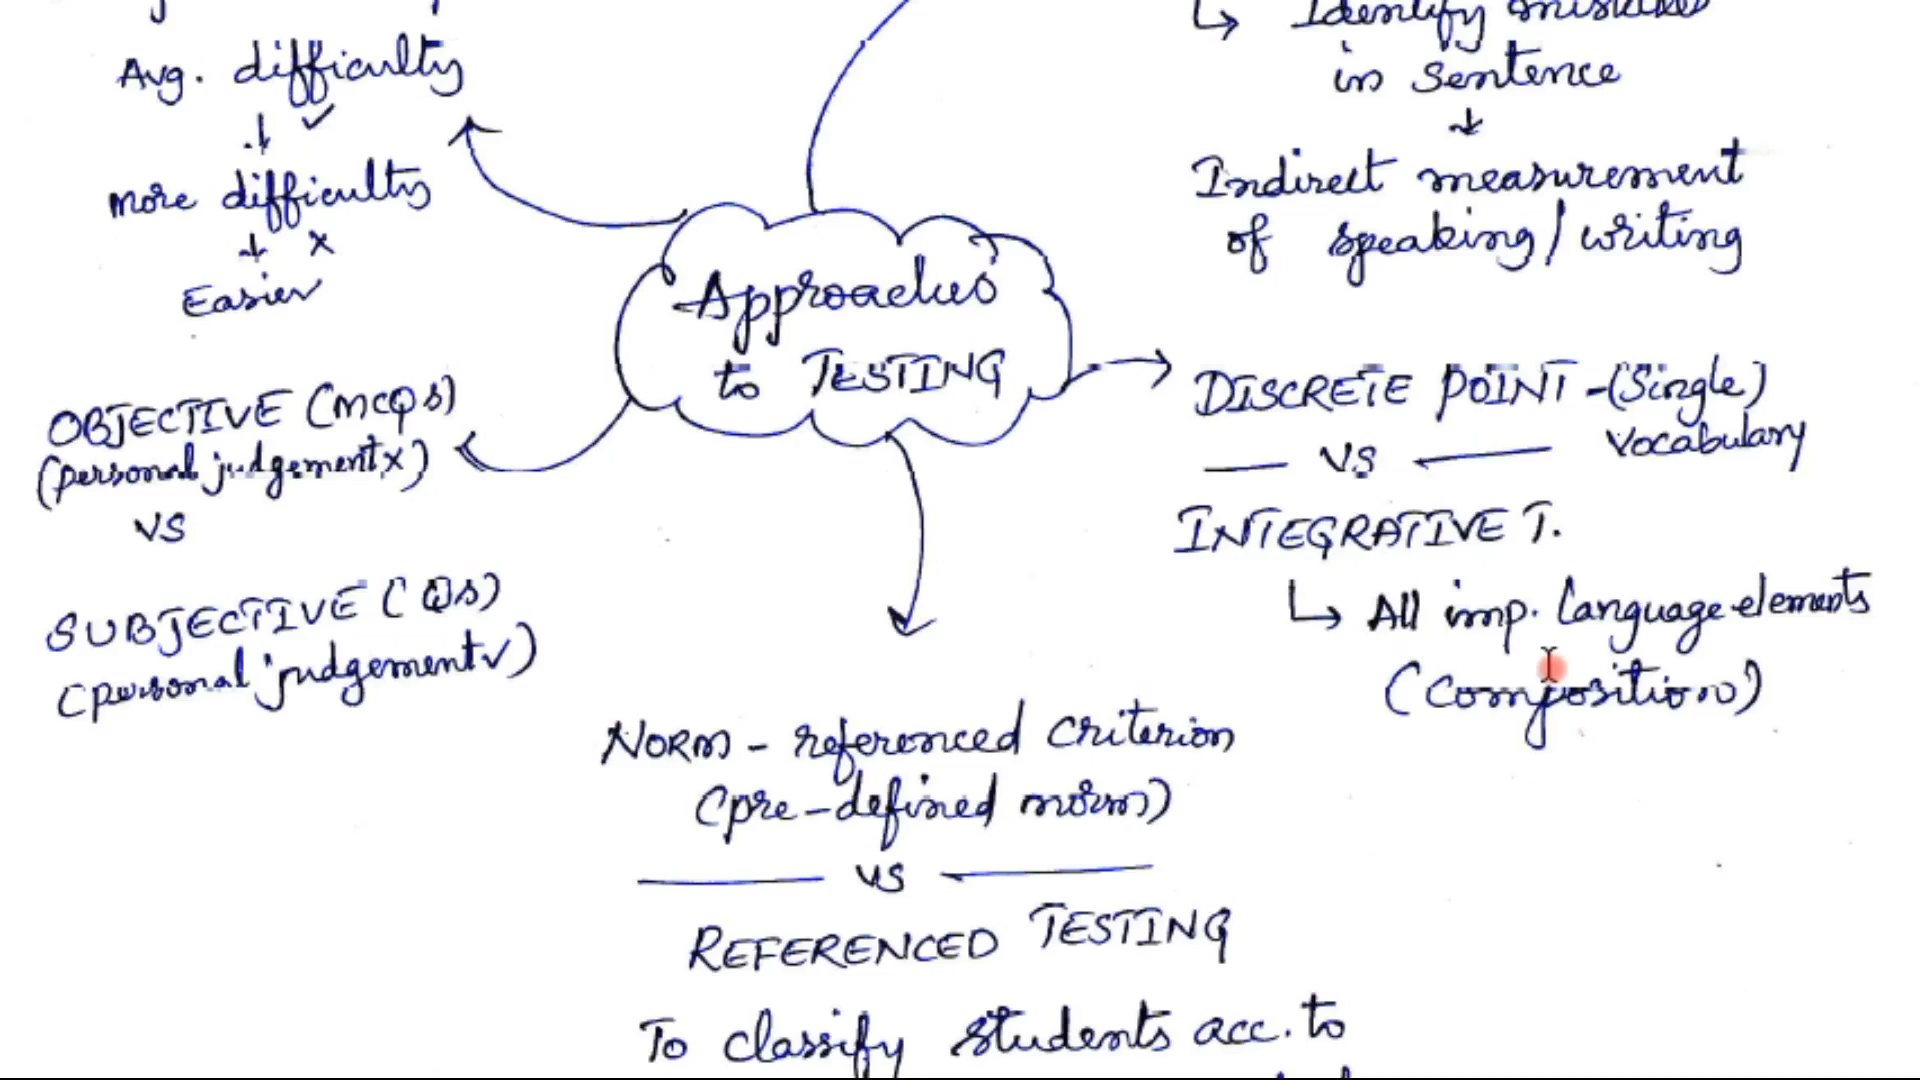 Avg. difficulty
↓ ✓
more difficulty
↓ x
Easier
OBJECTIVE (MCQs)
(personal judgement x)
VS
SUBJECTIVE (Qs)
(personal judgement ✓)
Approaches
to TESTING
↳ Identify mistakes
in Sentence
↓
Indirect measurement
of speaking/writing
DISCRETE POINT - (Single)
Vocabulary
VS
INTEGRATIVE T.
↳ All imp. language elements
(Composition)
NORM - referenced criterion
(pre-defined norm)
VS
REFERENCED TESTING
To classify students acc. to